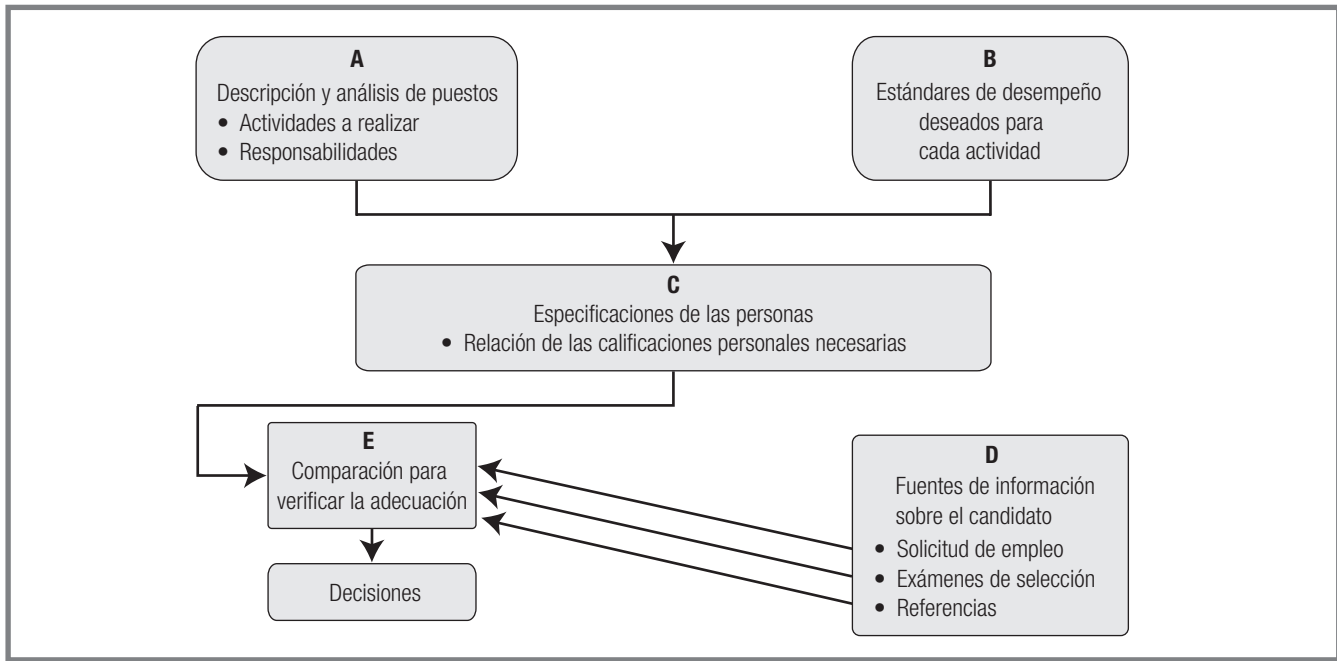 A
Descripción y análisis de puestos
• Actividades a realizar
• Responsabilidades
B
Estándares de desempeño
deseados para
cada actividad
C
Especificaciones de las personas
• Relación de las calificaciones personales necesarias
E
Comparación para
verificar la adecuación
Decisiones
D
Fuentes de información
sobre el candidato
• Solicitud de empleo
• Exámenes de selección
• Referencias